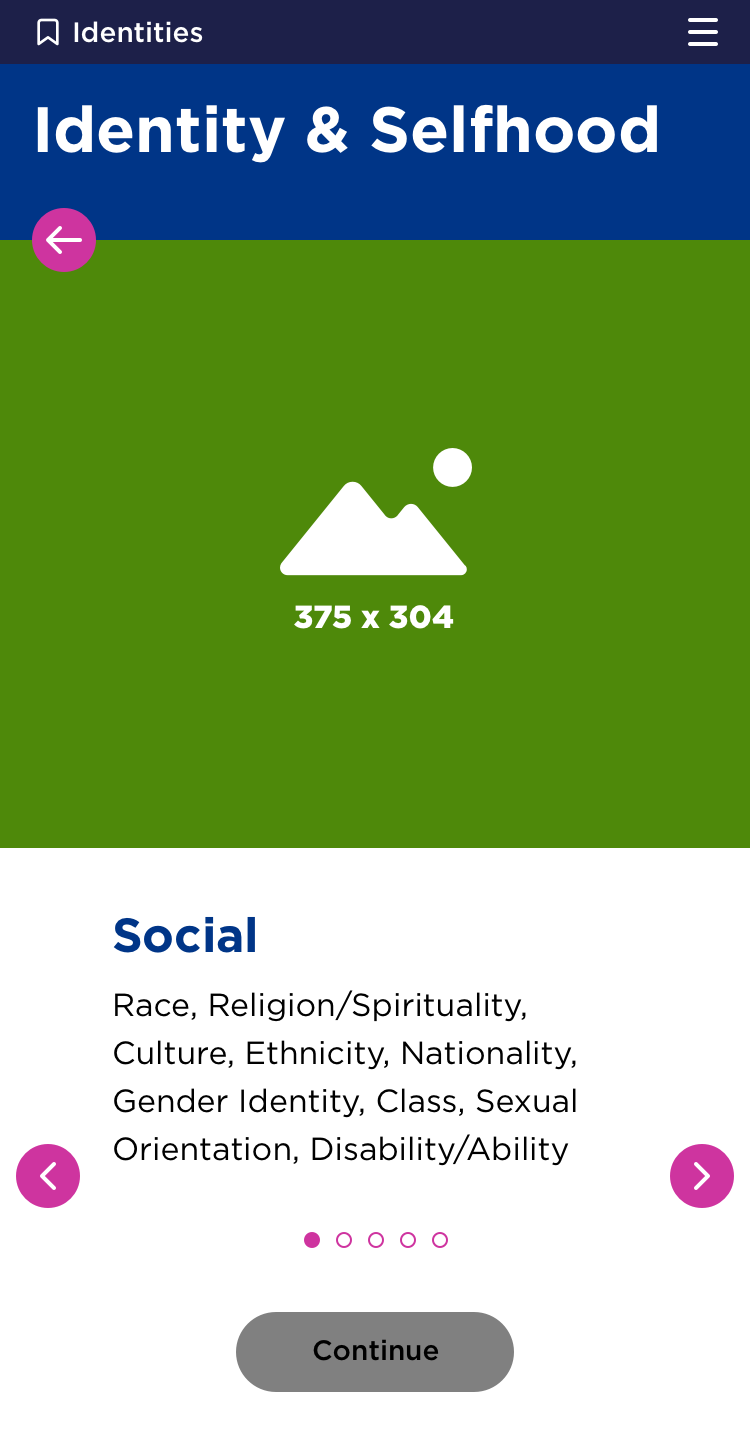 Identities
Identity & Selfhood
375 x 304
Social
Race, Religion/Spirituality,
Culture, Ethnicity, Nationality,
Gender Identity, Class, Sexual
Orientation, Disability/Ability
Continue